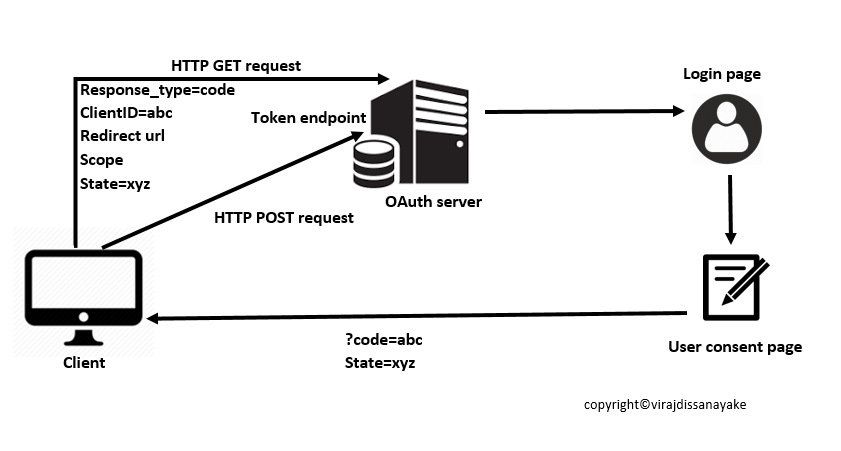 HTTP GET request
Response_type=code
ClientID=abc
Redirect url
Scope
State=xyz
Token endpoint
HTTP POST request
OAuth server
Login page
User consent page
?code=abc
State=xyz
Client
copyright©virajdissanayake